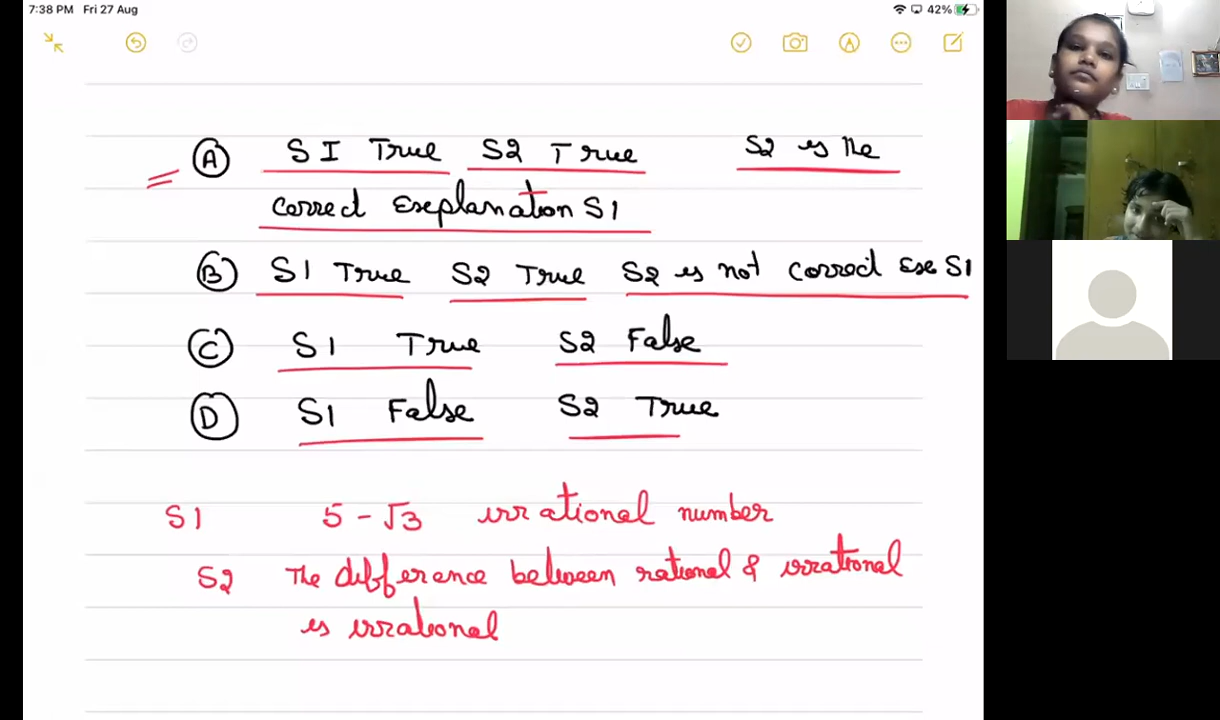 7:38 PM Fri 27 Aug
42%
A S I True S2 True S2 is the
correct Explanation S1
B S1 True S2 True S2 is not correct Exe S1
C S1 True S2 False
D S1 False S2 True
S1 5 - √3 irrational number
S2 The difference between rational & irrational
is irrational